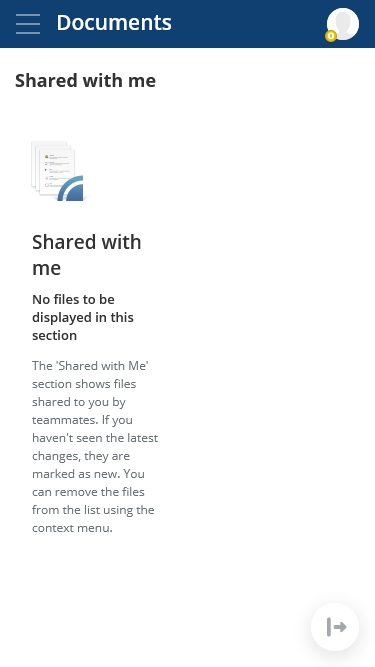 Documents
Shared with me
Shared with
me
No files to be
displayed in this
section
The 'Shared with Me'
section shows files
shared to you by
teammates. If you
haven't seen the latest
changes, they are
marked as new. You
can remove the files
from the list using the
context menu.